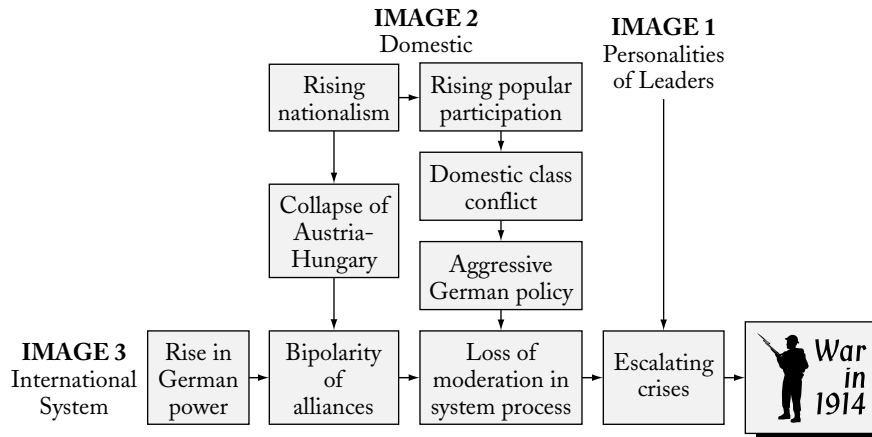 IMAGE 2
Domestic
IMAGE 1
Personalities
of Leaders
Rising
nationalism
Rising popular
participation
Collapse of
Austria-
Hungary
Domestic class
conflict
Aggressive
German policy
IMAGE 3
International
System
Rise in
German
power
Bipolarity
of
alliances
Loss of
moderation in
system process
Escalating
crises
War
in
1914